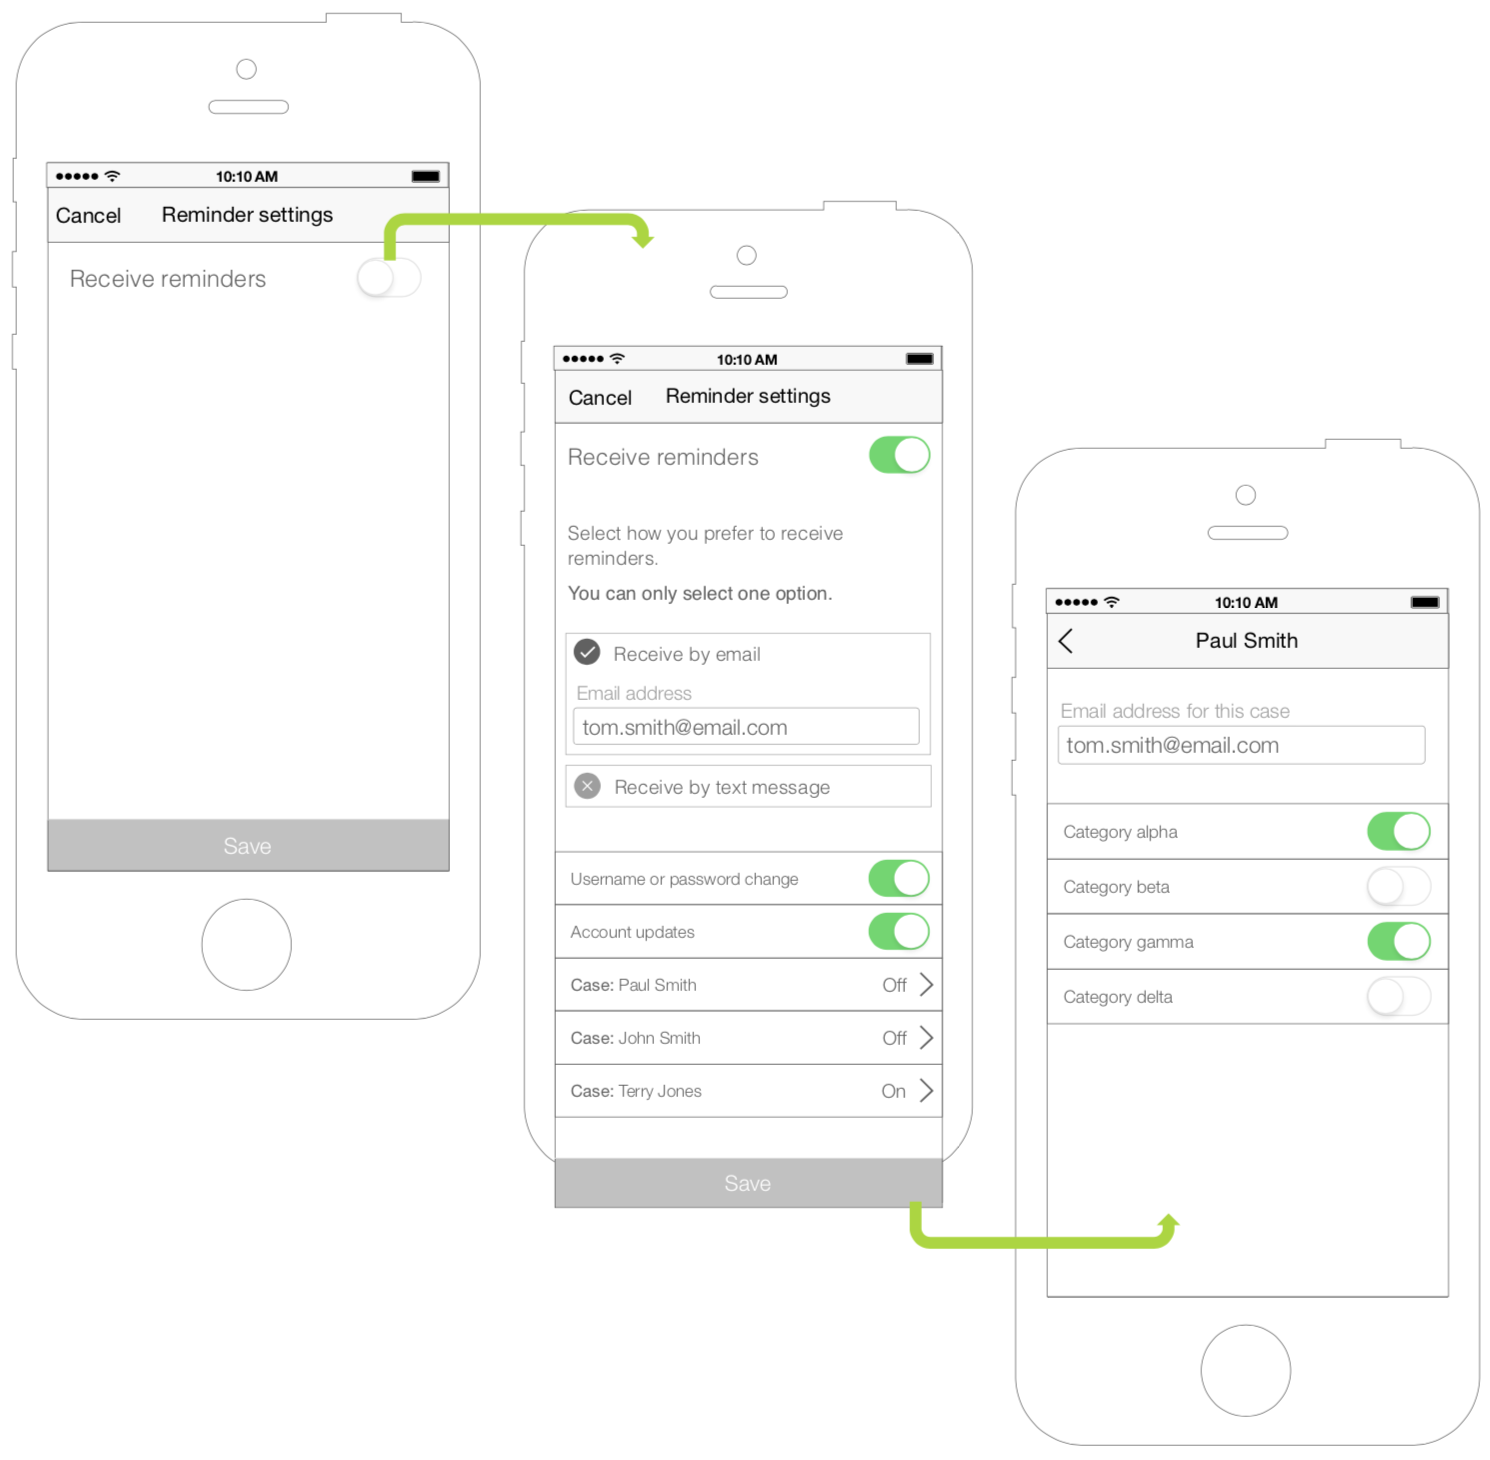 10:10 AM
Cancel
Reminder settings
Receive reminders
Save
10:10 AM
Cancel
Reminder settings
Receive reminders
Select how you prefer to receive
reminders.
You can only select one option.
Receive by email
Email address
tom.smith@email.com
Receive by text message
Username or password change
Account updates
Case: Paul Smith Off
Case: John Smith Off
Case: Terry Jones On
Save
10:10 AM
Paul Smith
Email address for this case
tom.smith@email.com
Category alpha
Category beta
Category gamma
Category delta